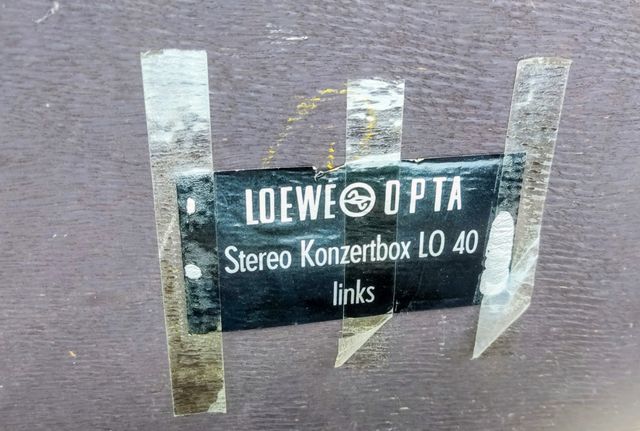 LOEWE OPTA
Stereo Konzertbox LO 40
links